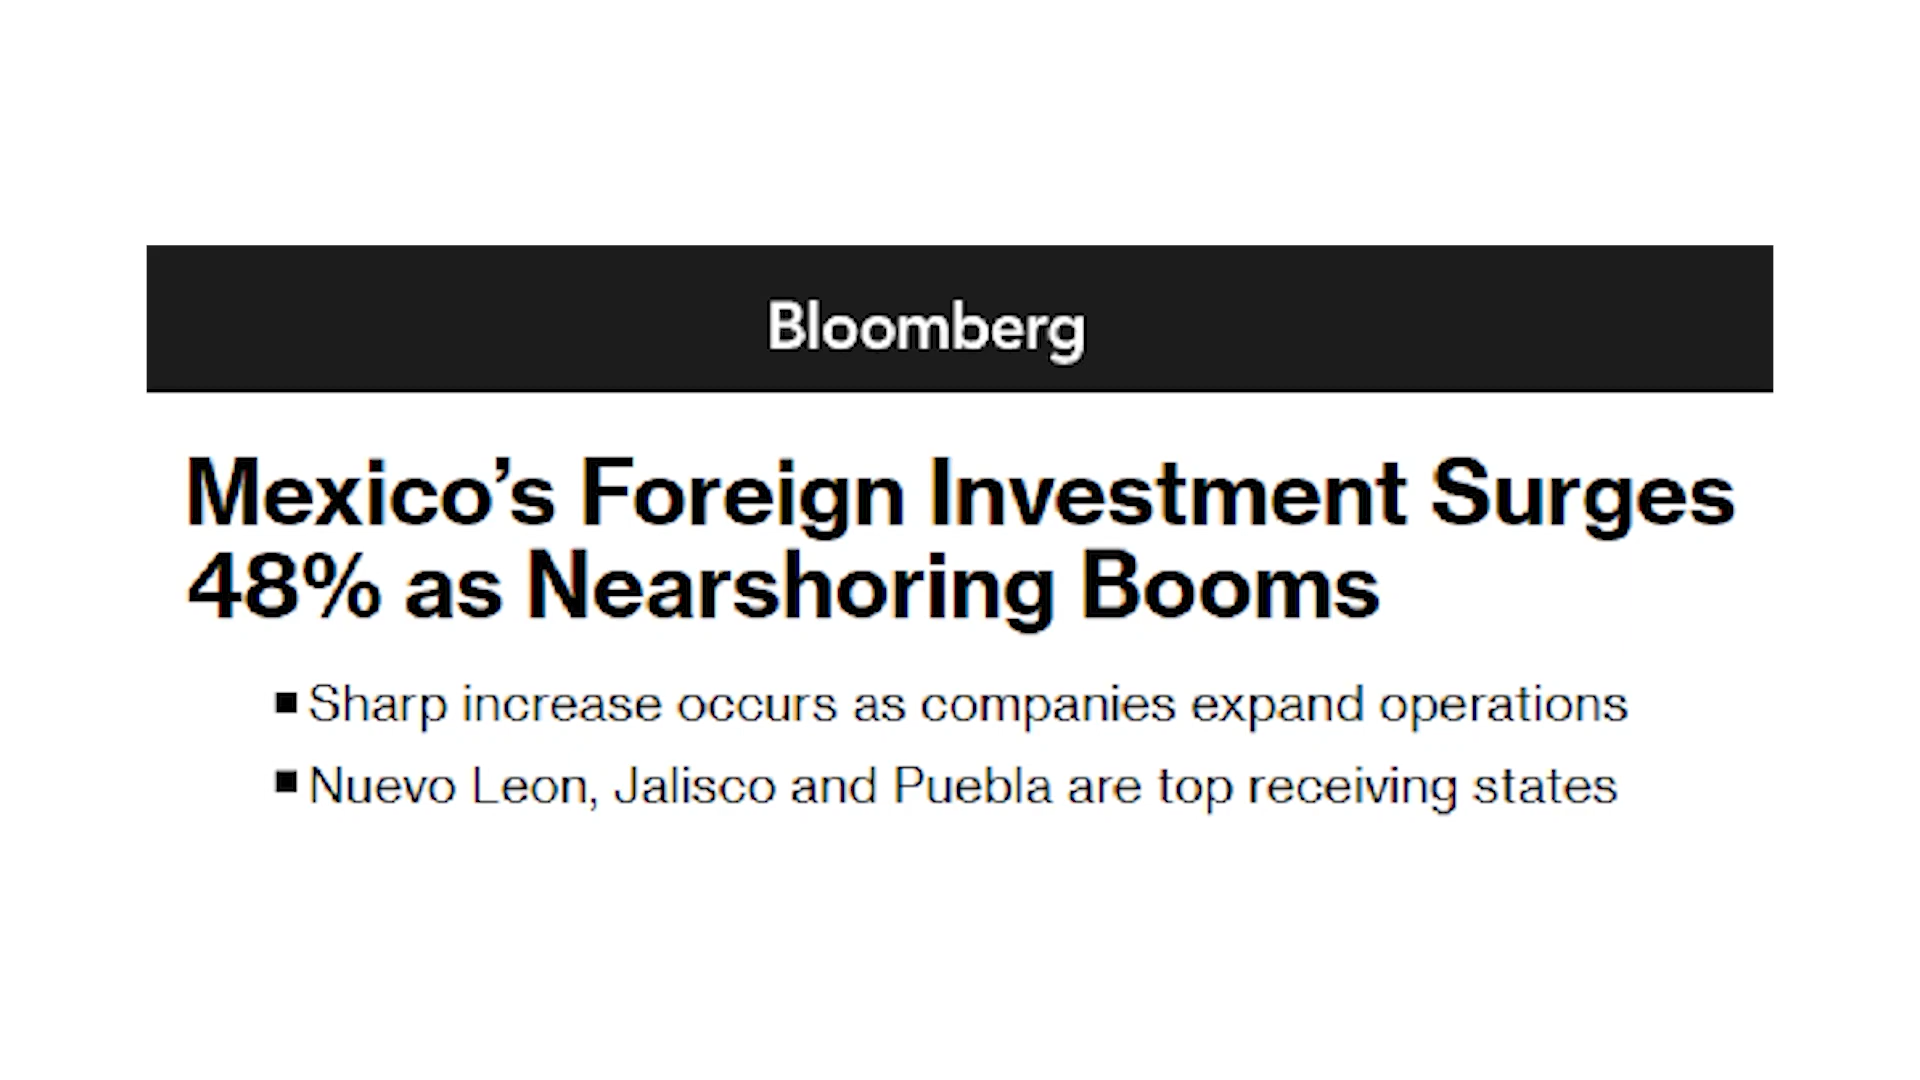 Bloomberg
Mexico’s Foreign Investment Surges
48% as Nearshoring Booms
■ Sharp increase occurs as companies expand operations
■ Nuevo Leon, Jalisco and Puebla are top receiving states